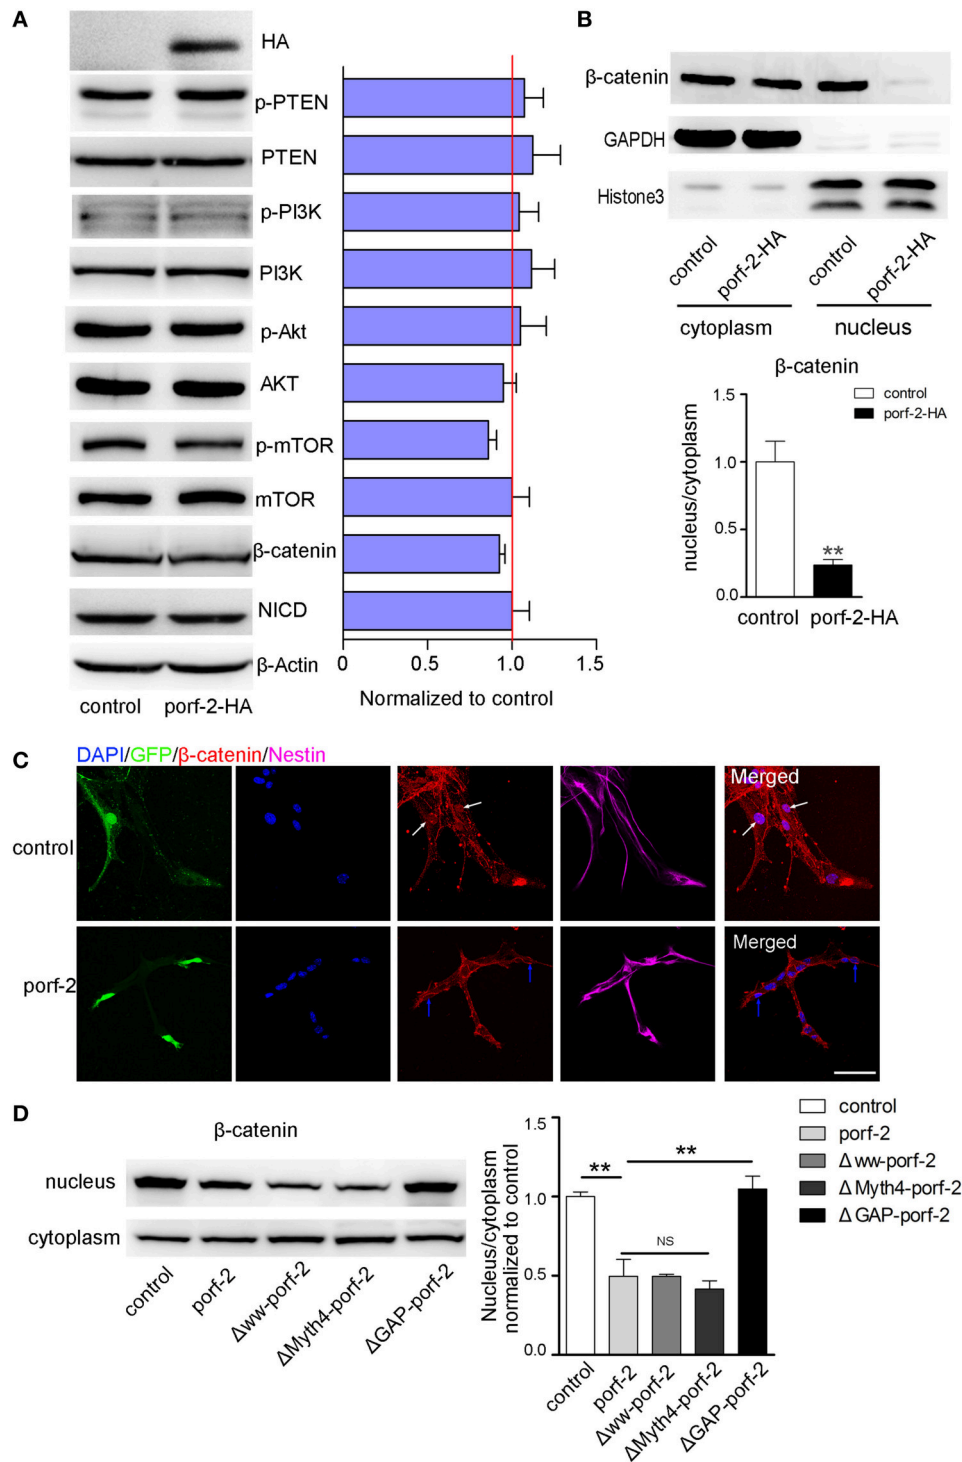 A
HA
p-PTEN
PTEN
p-PI3K
PI3K
p-Akt
AKT
p-mTOR
mTOR
β-catenin
NICD
β-Actin
control porf-2-HA
0 0.5 1.0 1.5
Normalized to control
B
β-catenin
GAPDH
Histone3
control porf-2-HA control porf-2-HA
cytoplasm nucleus
β-catenin
control
porf-2-HA
nucleus/cytoplasm
1.5
1.0
0.5
0.0
**
control porf-2-HA
C
DAPI/GFP/β-catenin/Nestin
control
Merged
porf-2
Merged
D
β-catenin
nucleus
cytoplasm
control porf-2 Δww-porf-2 ΔMyth4-porf-2 ΔGAP-porf-2
Nucleus/cytoplasm
normalized to control
1.5
1.0
0.5
0.0
**
**
NS
control porf-2 Δww-porf-2 ΔMyth4-porf-2 ΔGAP-porf-2
control
porf-2
Δ ww-porf-2
Δ Myth4-porf-2
Δ GAP-porf-2